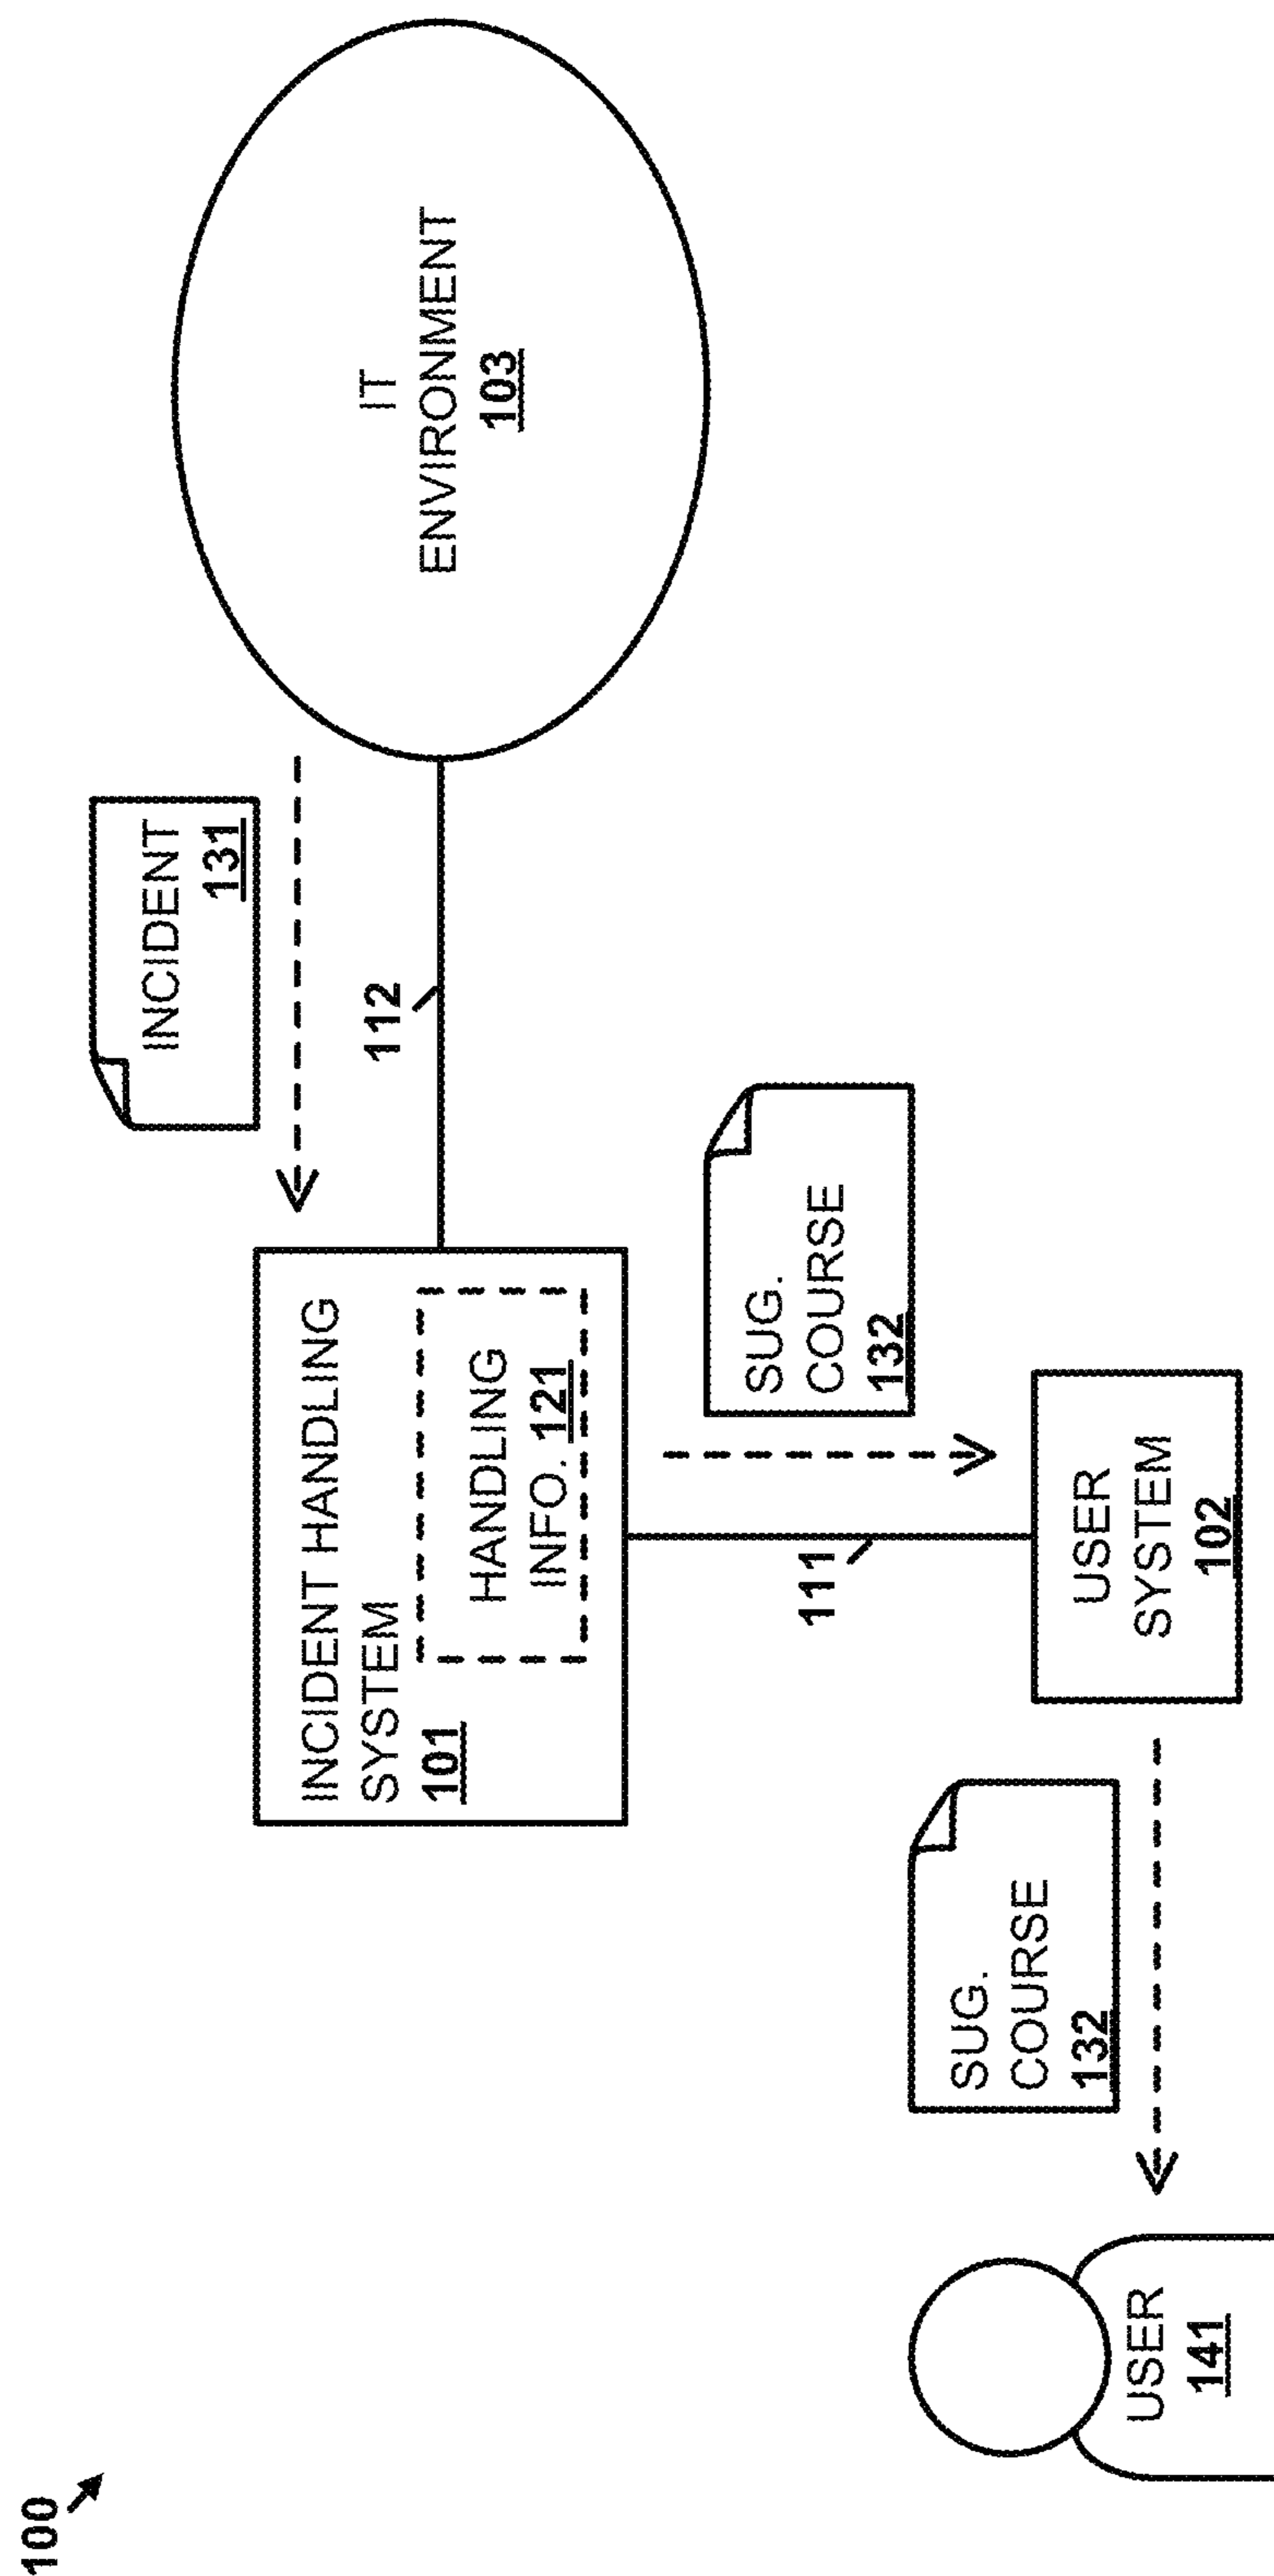 100
INCIDENT HANDLING
SYSTEM
101
HANDLING
INFO. 121
INCIDENT
131
112
IT
ENVIRONMENT
103
111
SUG.
COURSE
132
USER
SYSTEM
102
SUG.
COURSE
132
USER
141